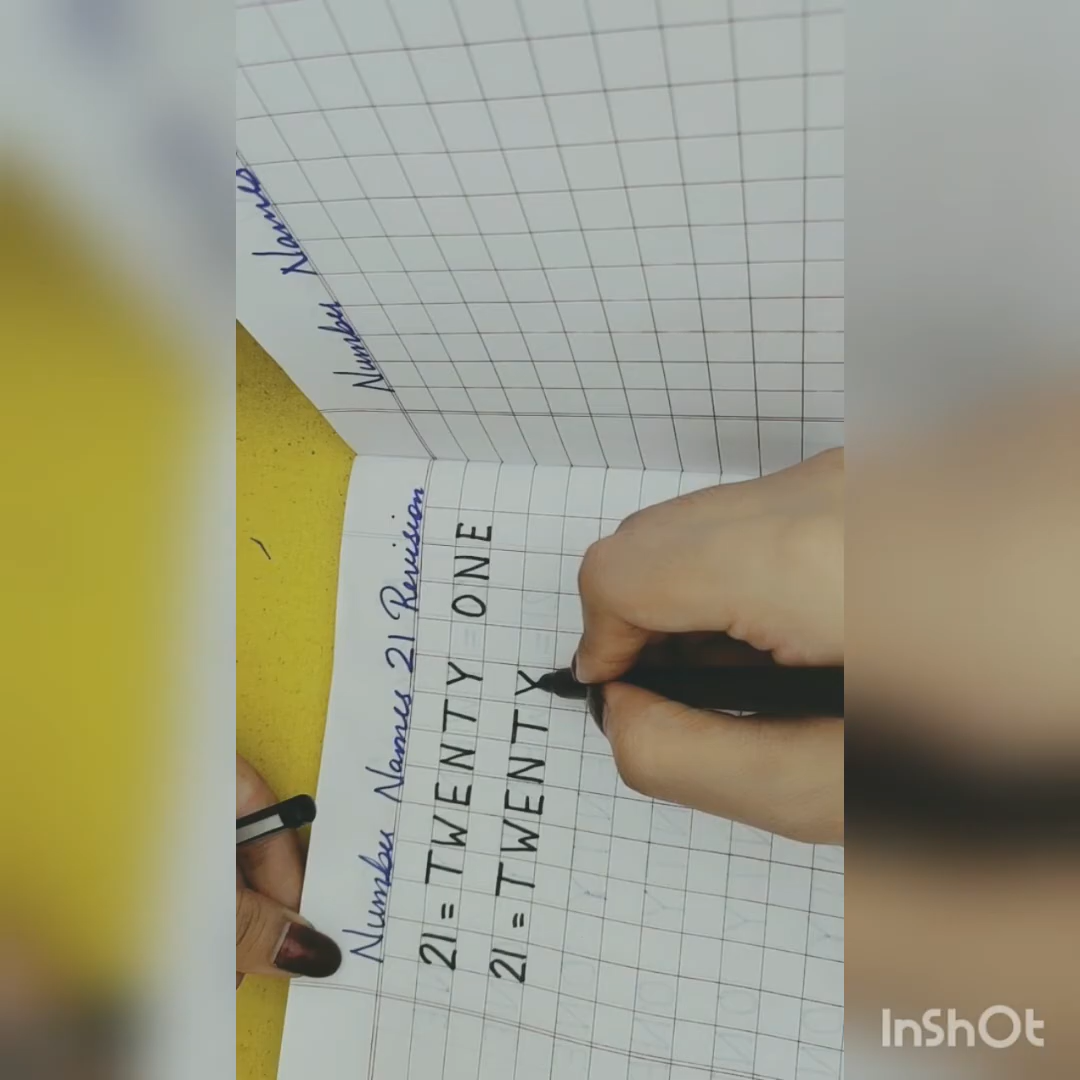 Number Names
Number Names 21 Revision
21 = TWENTY ONE
21 = TWENTY
InShOt